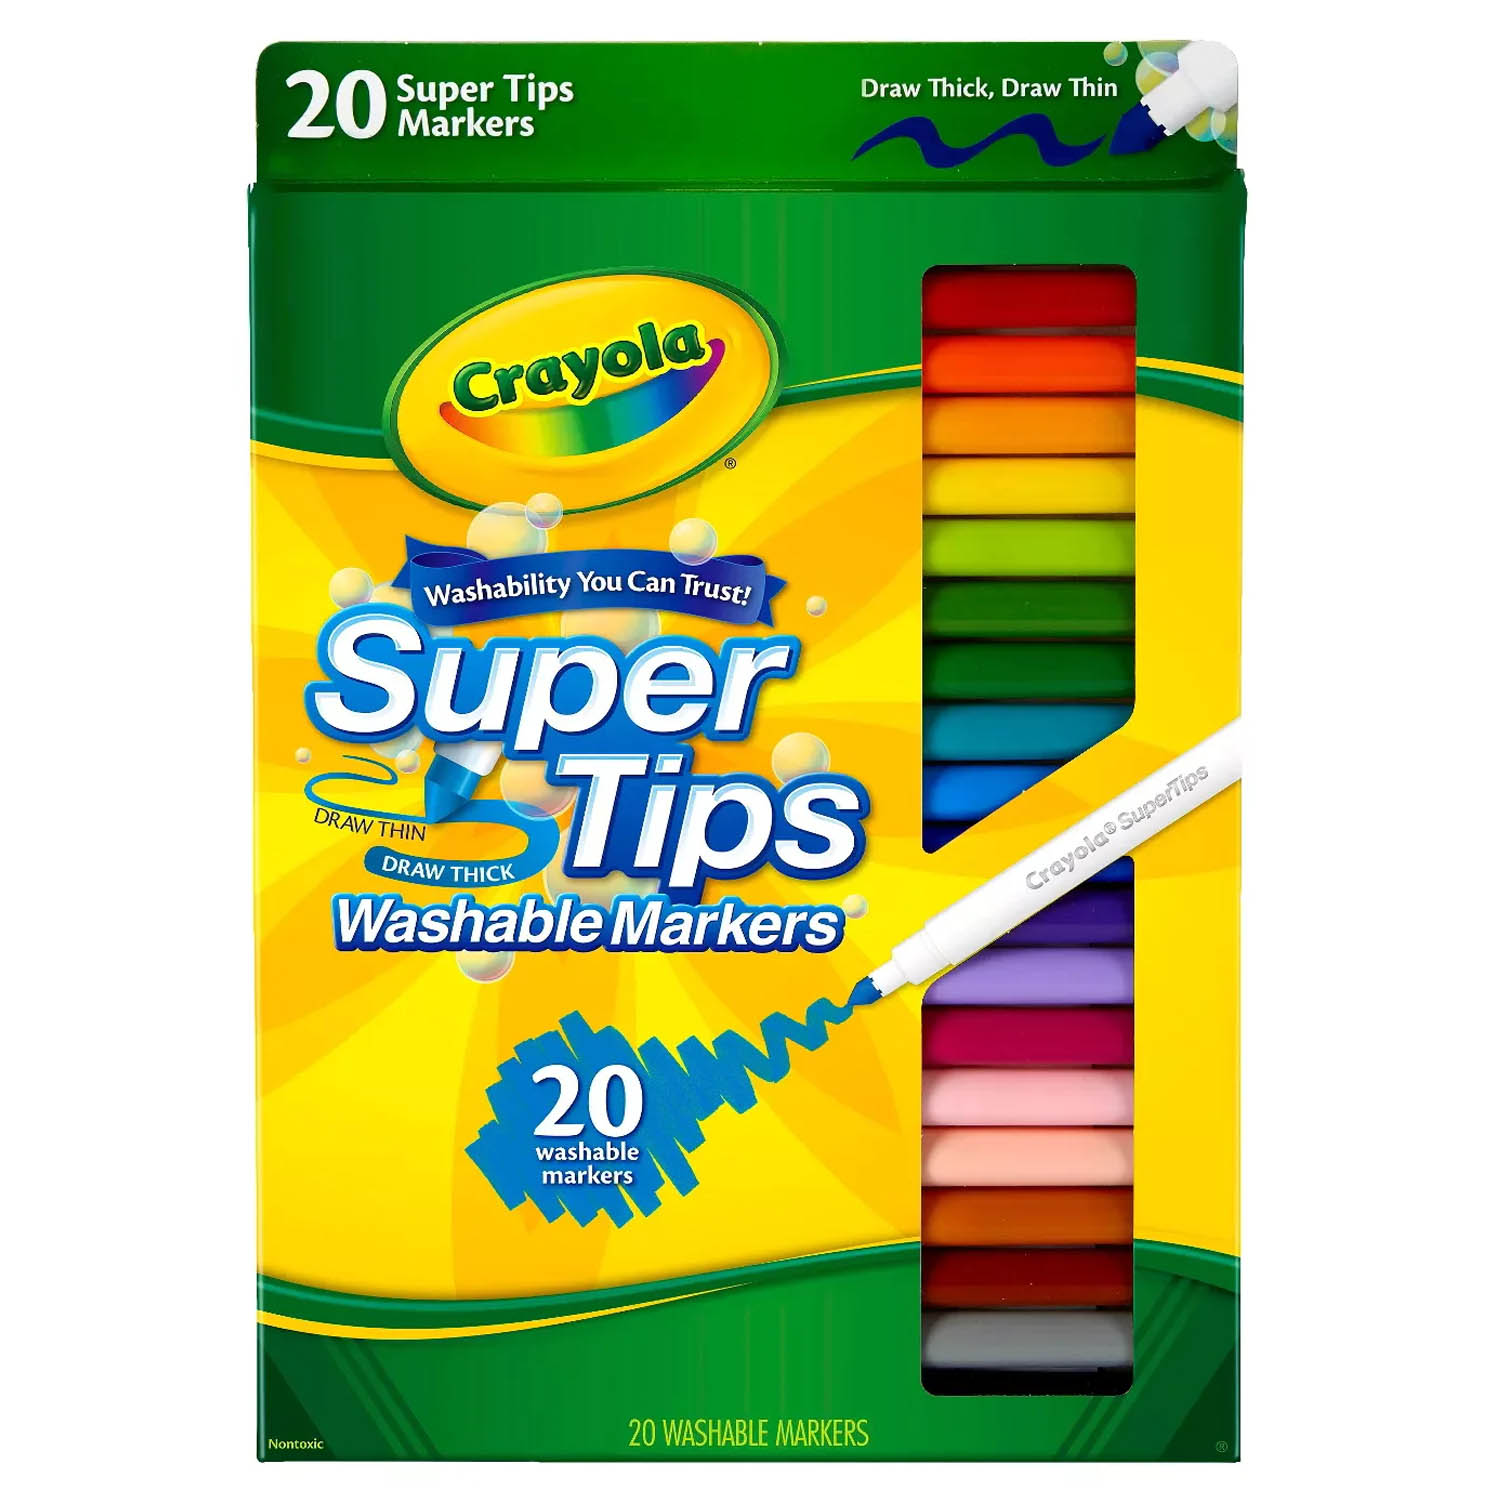 20 Super Tips
Markers
Draw Thick, Draw Thin
Crayola
®
Washability You Can Trust!
Super
Tips
DRAW THIN
DRAW THICK
Washable Markers
Crayola® SuperTips
20
washable
markers
Nontoxic
20 WASHABLE MARKERS
®